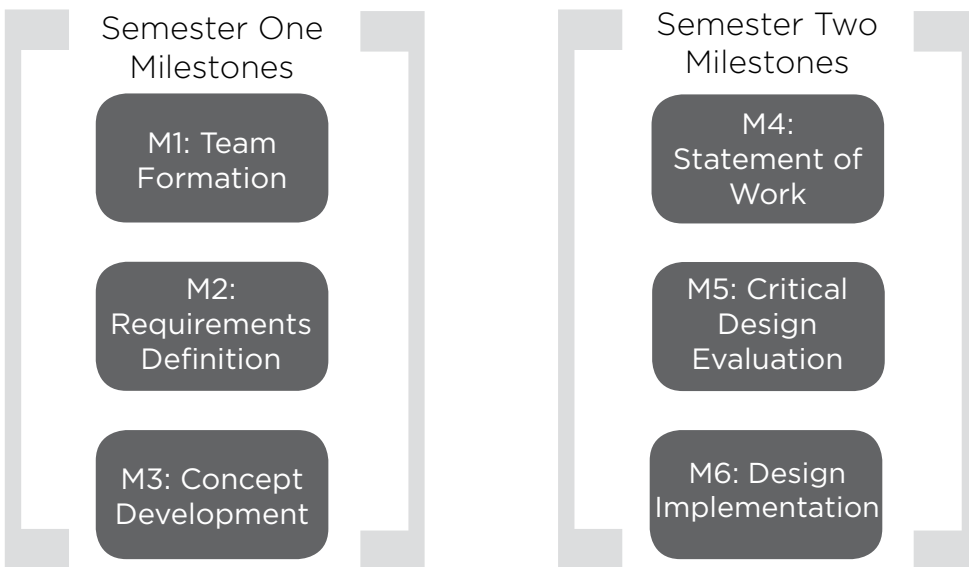 Semester One
Milestones
M1: Team
Formation
M2:
Requirements
Definition
M3: Concept
Development
Semester Two
Milestones
M4:
Statement of
Work
M5: Critical
Design
Evaluation
M6: Design
Implementation